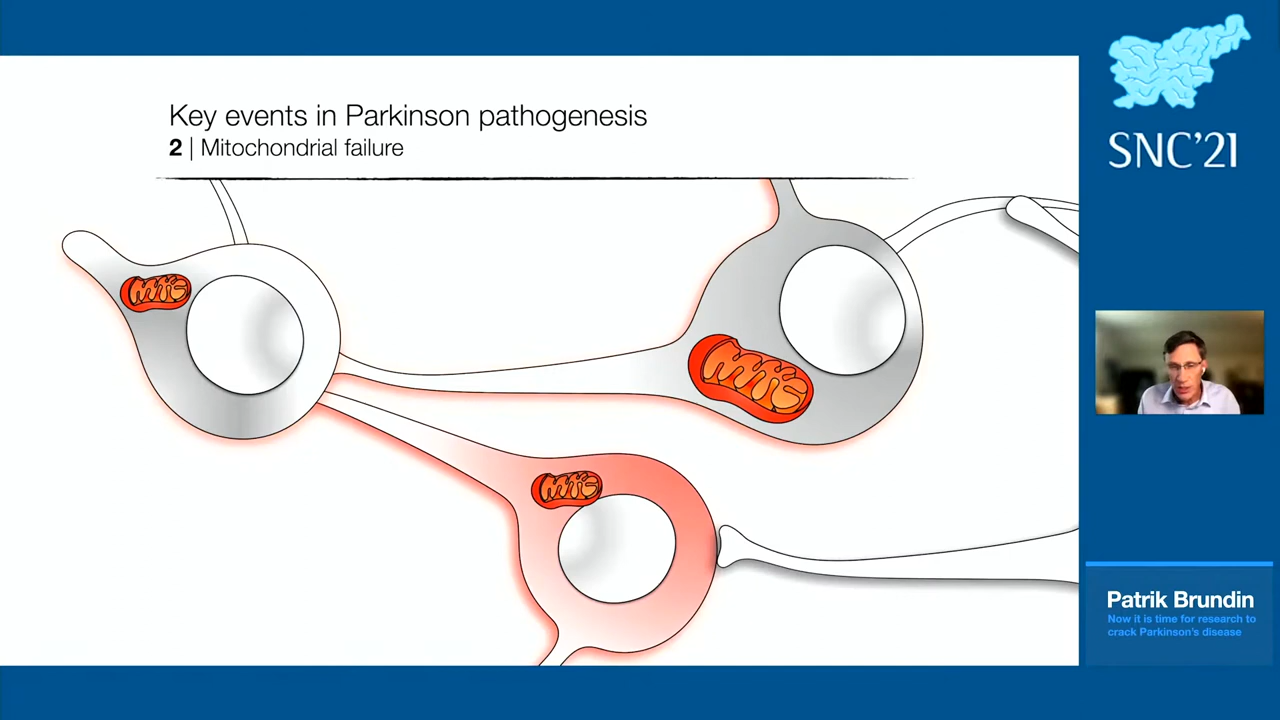 Key events in Parkinson pathogenesis
2 | Mitochondrial failure
SNC'21
Patrik Brundin
Now it is time for research to
crack Parkinson's disease